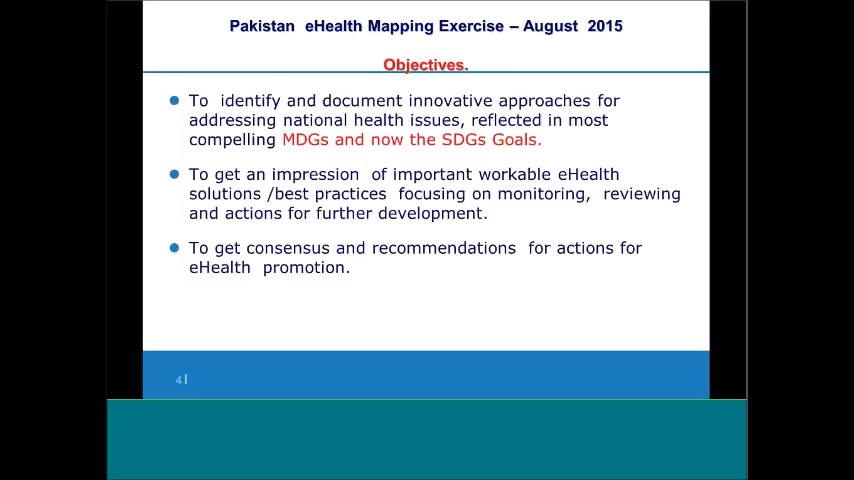 Pakistan eHealth Mapping Exercise – August 2015
Objectives.
To identify and document innovative approaches for
addressing national health issues, reflected in most
compelling MDGs and now the SDGs Goals.
To get an impression of important workable eHealth
solutions /best practices focusing on monitoring, reviewing
and actions for further development.
To get consensus and recommendations for actions for
eHealth promotion.
4|